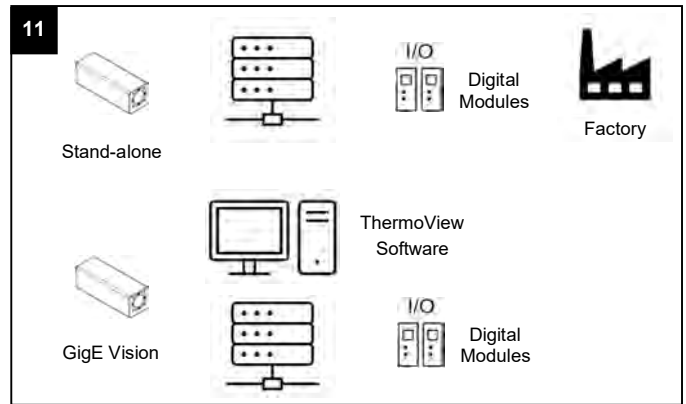 11
I/O
Digital
Modules
Factory
Stand-alone
ThermoView
Software
GigE Vision
I/O
Digital
Modules